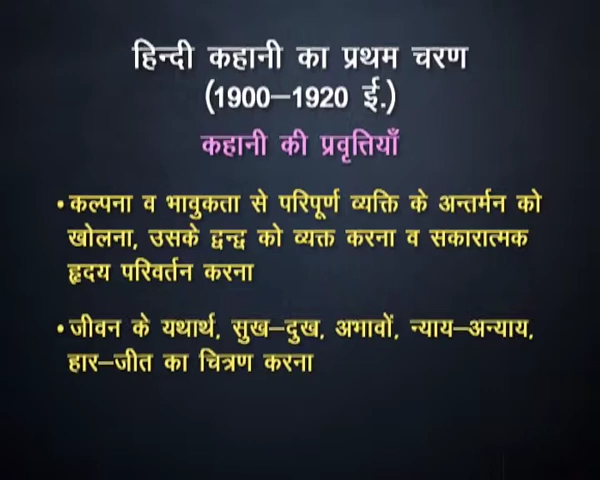 हिन्दी कहानी का प्रथम चरण
(1900–1920 ई.)
कहानी की प्रवृत्तियाँ
• कल्पना व भावुकता से परिपूर्ण व्यक्ति के अन्तर्मन को
खोलना, उसके द्वन्द्व को व्यक्त करना व सकारात्मक
हृदय परिवर्तन करना
• जीवन के यथार्थ, सुख–दुख, अभावों, न्याय–अन्याय,
हार–जीत का चित्रण करना